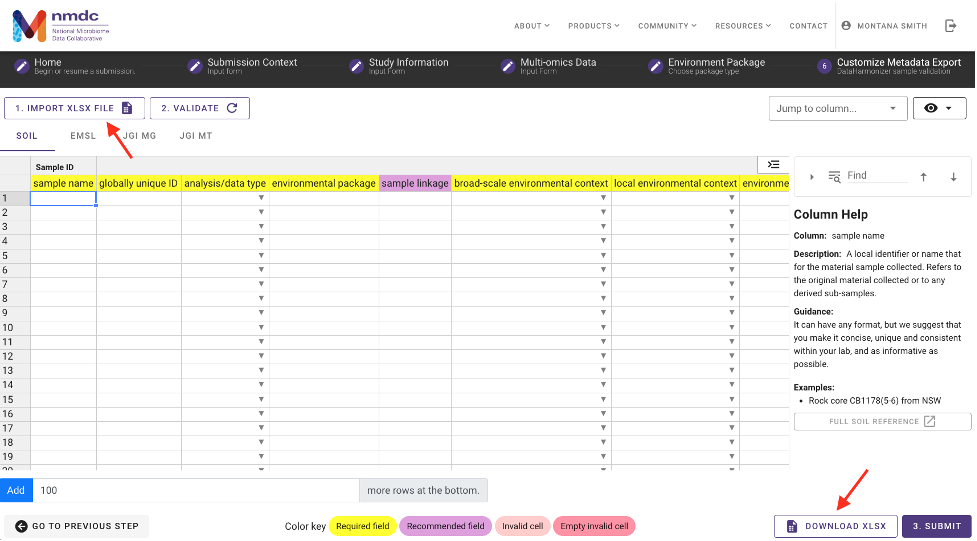 nmdc
National Microbiome
Data Collaborative
ABOUT PRODUCTS COMMUNITY RESOURCES CONTACT MONTANA SMITH
Home Submission Context Study Information Multi-omics Data Environment Package 6 Customize Metadata Export
Begin or resume a submission. Input form Input Form Input Form Choose package type DataHarmonizer sample validation
1. IMPORT XLSX FILE 2. VALIDATE Jump to column...
SOIL EMSL JGI MG JGI MT
Sample ID
sample name globally unique ID analysis/data type environmental package sample linkage broad-scale environmental context local environmental context environme
1
2
3
4
5
6
7
8
9
10
11
12
13
14
15
16
17
18
19
20
Find
Column Help
Column: sample name
Description: A local identifier or name that
for the material sample collected. Refers to
the original material collected or to any
derived sub-samples.
Guidance:
It can have any format, but we suggest that
you make it concise, unique and consistent
within your lab, and as informative as
possible.
Examples:
• Rock core CB1178(5-6) from NSW
FULL SOIL REFERENCE
Add 100 more rows at the bottom.
GO TO PREVIOUS STEP Color key Required field Recommended field Invalid cell Empty invalid cell DOWNLOAD XLSX 3. SUBMIT